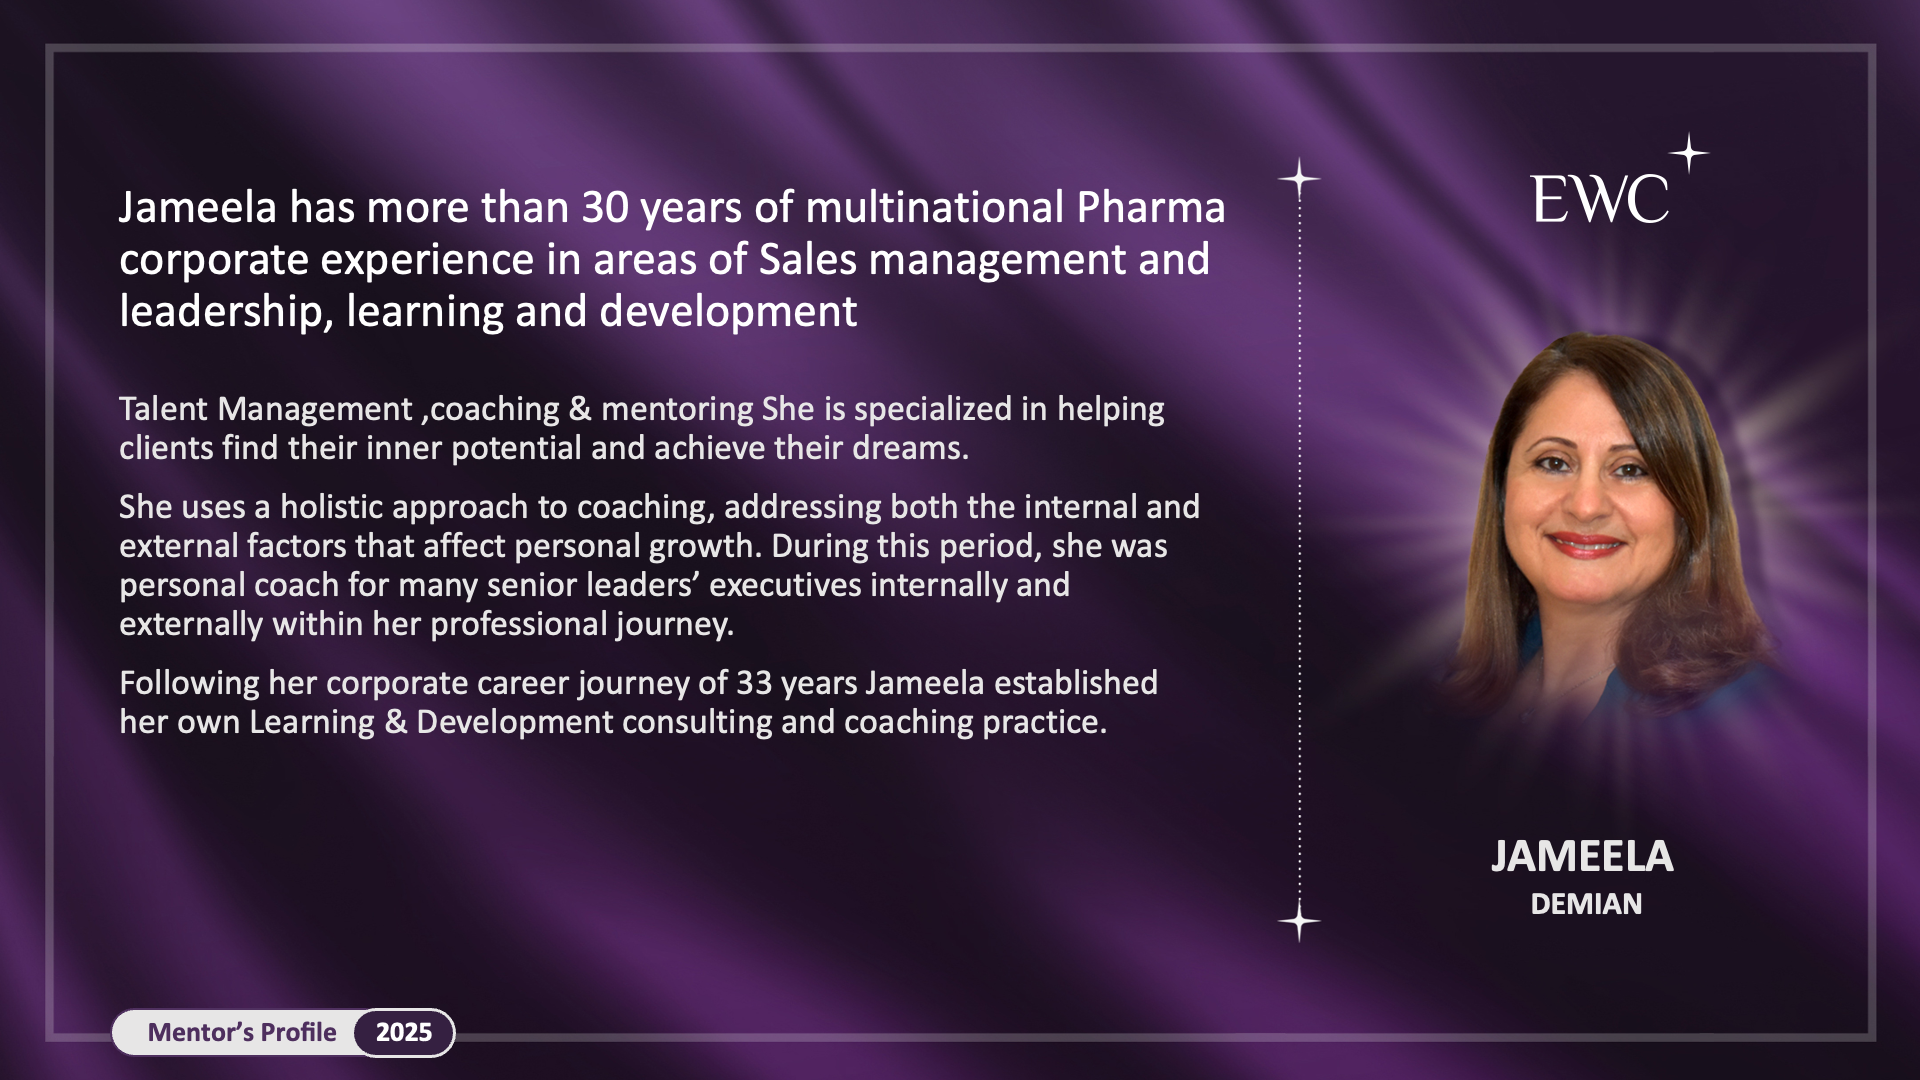 Jameela has more than 30 years of multinational Pharma
corporate experience in areas of Sales management and
leadership, learning and development
Talent Management ,coaching & mentoring She is specialized in helping
clients find their inner potential and achieve their dreams.
She uses a holistic approach to coaching, addressing both the internal and
external factors that affect personal growth. During this period, she was
personal coach for many senior leaders’ executives internally and
externally within her professional journey.
Following her corporate career journey of 33 years Jameela established
her own Learning & Development consulting and coaching practice.
EWC
JAMEELA
DEMIAN
Mentor’s Profile 2025